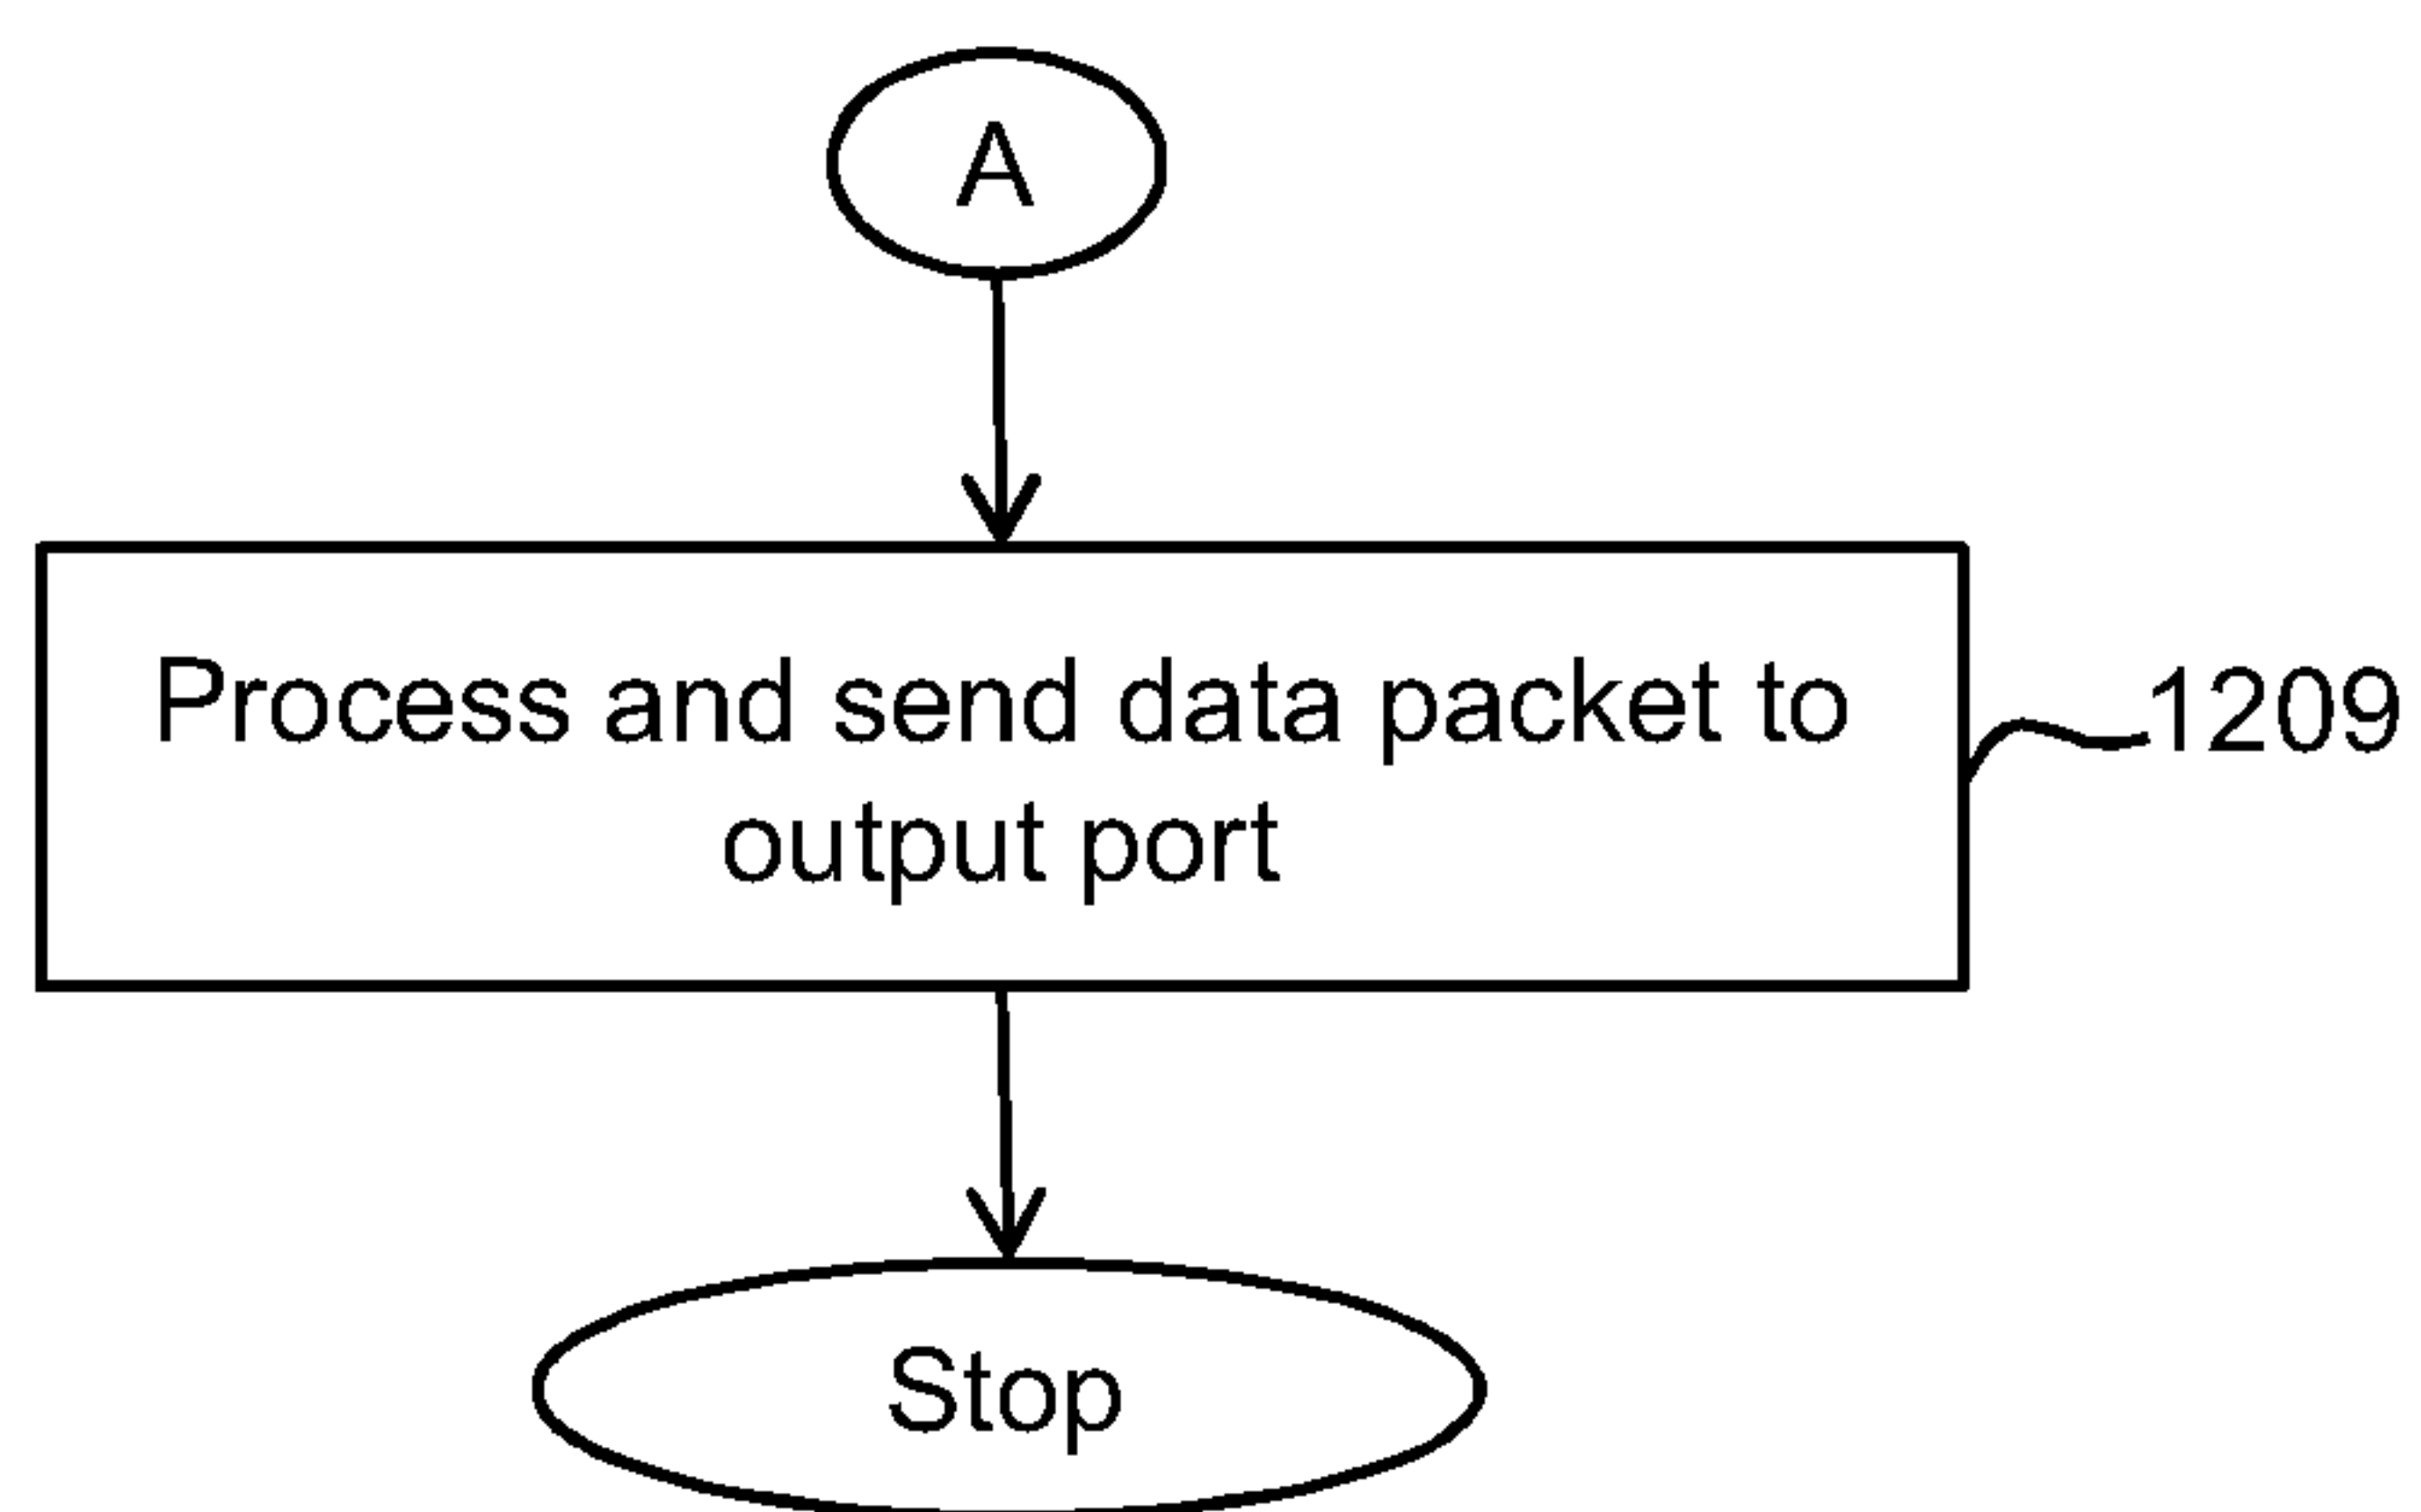 A
Process and send data packet to
output port
1209
Stop